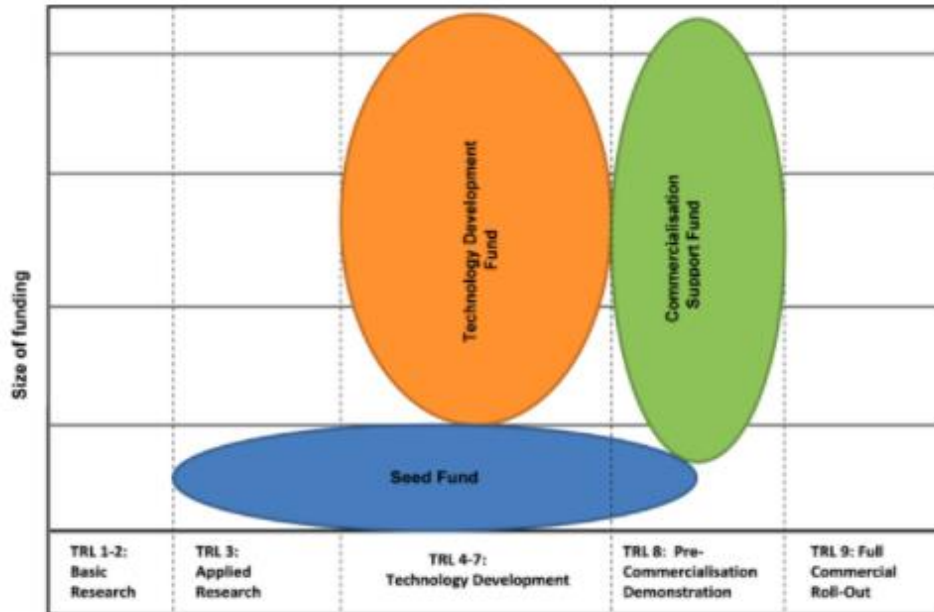 Size of funding
Technology Development
Fund
Commercialisation
Support Fund
Seed Fund
TRL 1-2:
Basic
Research
TRL 3:
Applied
Research
TRL 4-7:
Technology Development
TRL 8: Pre-
Commercialisation
Demonstration
TRL 9: Full
Commercial
Roll-Out